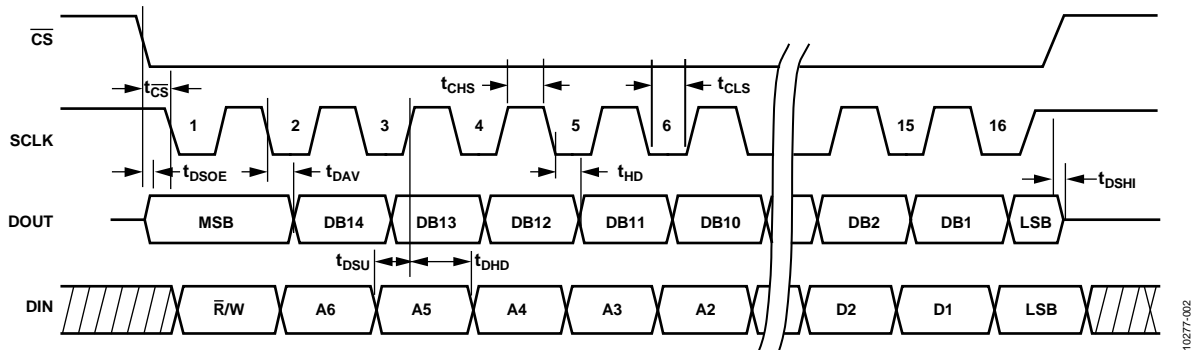 CS
tCS
tCHS
tCLS
SCLK
1 2 3 4 5 6 15 16
tDSOE
tDAV
tHD
tDSHI
DOUT
MSB DB14 DB13 DB12 DB11 DB10 DB2 DB1 LSB
tDSU
tDHD
DIN
R/W A6 A5 A4 A3 A2 D2 D1 LSB
10277-002